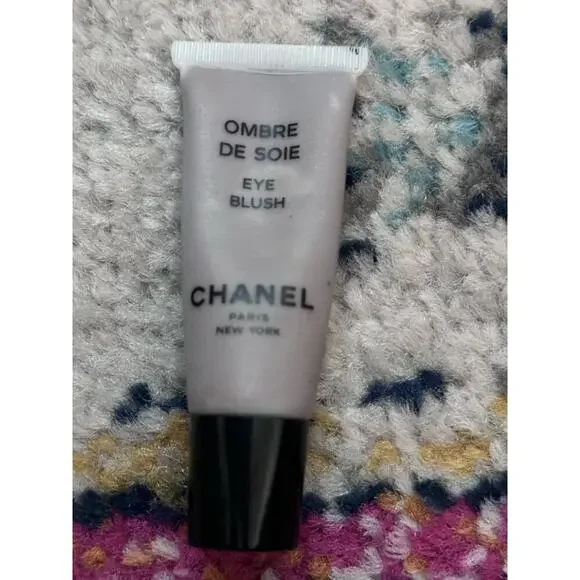 OMBRE
DE SOIE
EYE
BLUSH
CHANEL
PARIS
NEW YORK